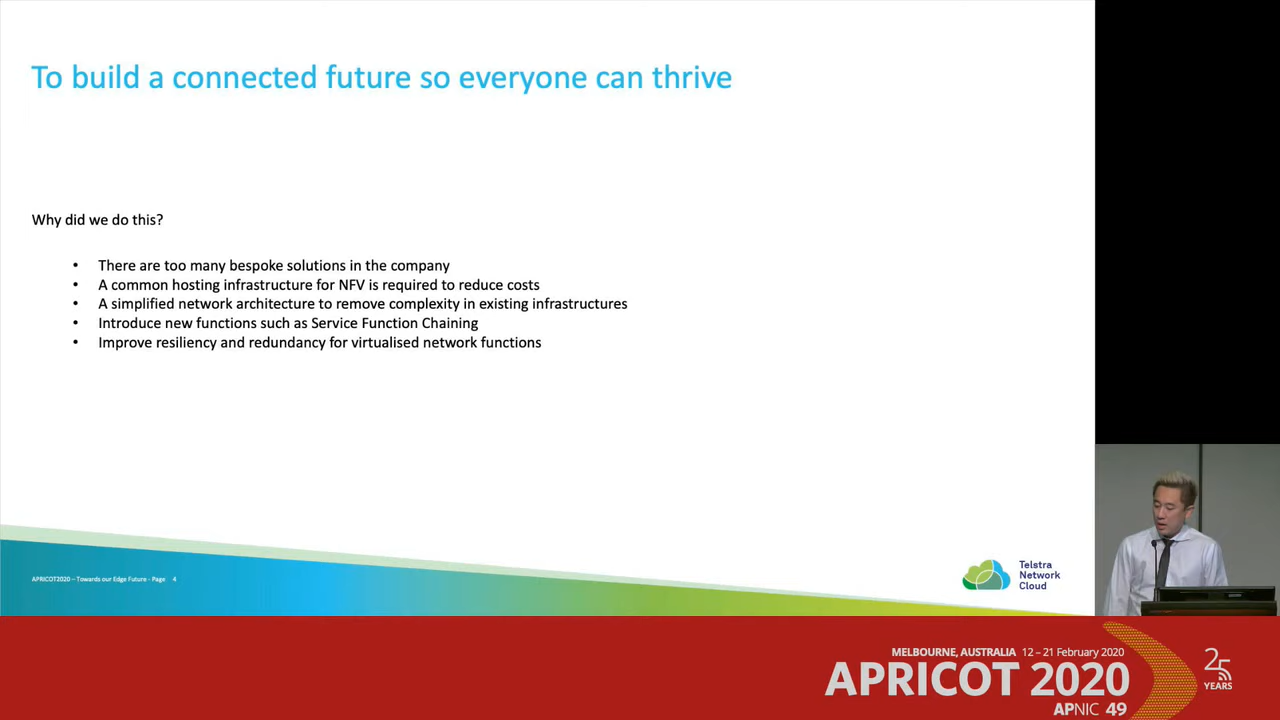 To build a connected future so everyone can thrive
Why did we do this?
• There are too many bespoke solutions in the company
• A common hosting infrastructure for NFV is required to reduce costs
• A simplified network architecture to remove complexity in existing infrastructures
• Introduce new functions such as Service Function Chaining
• Improve resiliency and redundancy for virtualised network functions
APRICOT2020 – Towards our Edge Future - Page 4
Telstra
Network
Cloud
MELBOURNE, AUSTRALIA 12 – 21 February 2020
APRICOT 2020
APNIC 49
25
YEARS